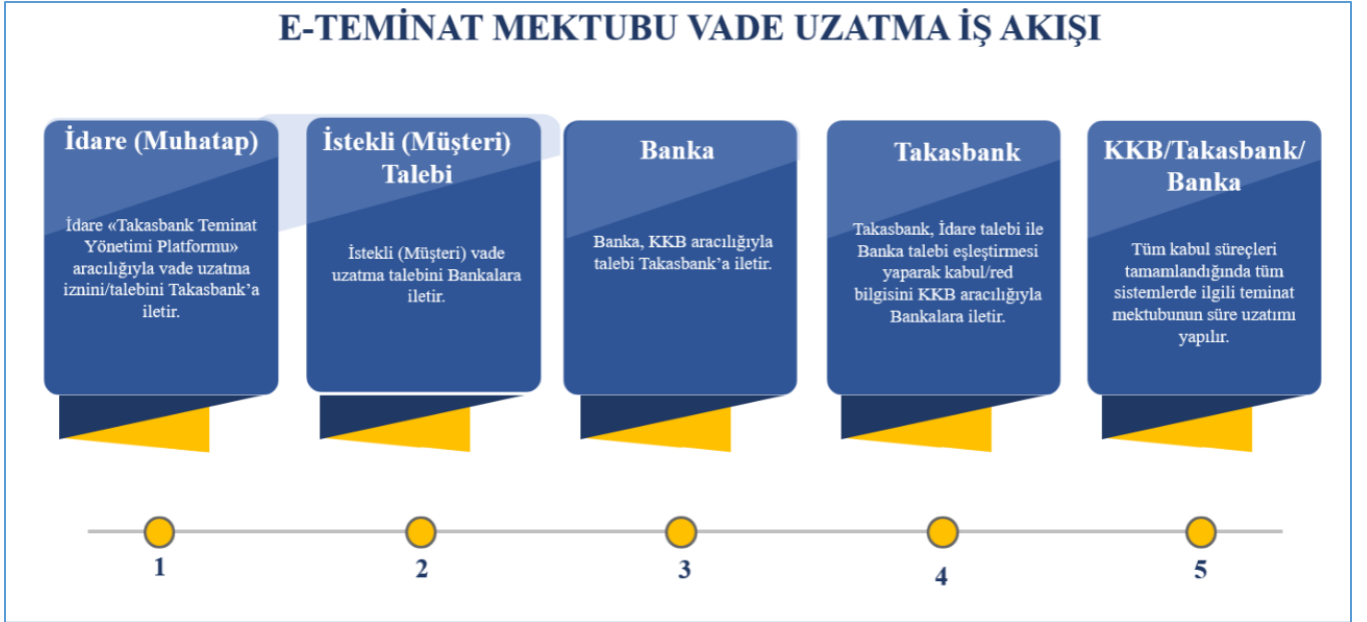 E-TEMİNAT MEKTUBU VADE UZATMA İŞ AKIŞI
İdare (Muhatap)
İdare «Takasbank Teminat
Yönetimi Platformu»
aracılığıyla vade uzatma
iznini/talebini Takasbank’a
iletir.
İstekli (Müşteri)
Talebi
İstekli (Müşteri) vade
uzatma talebini Bankalara
iletir.
Banka
Banka, KKB aracılığıyla
talebi Takasbank’a iletir.
Takasbank
Takasbank, İdare talebi ile
Banka talebi eşleştirmesi
yaparak kabul/red
bilgisini KKB aracılığıyla
Bankalara iletir.
KKB/Takasbank/
Banka
Tüm kabul süreçleri
tamamlandığında tüm
sistemlerde ilgili teminat
mektubunun süre uzatımı
yapılır.
1
2
3
4
5